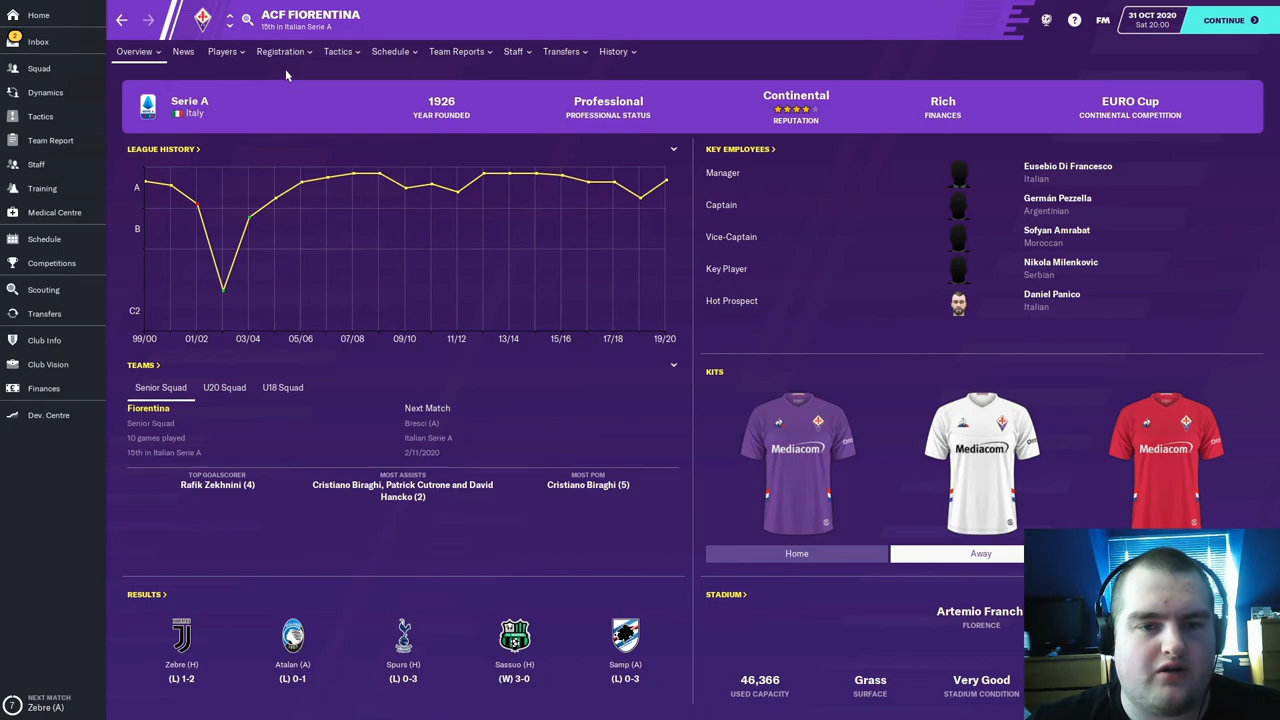 ACF FIORENTINA
15th in Italian Serie A
31 OCT 2020
Sat 20:00
CONTINUE
FM
?
Home
2
Inbox
Squad
Dynamics
Tactics
Team Report
Staff
Training
Medical Centre
Schedule
Competitions
Scouting
Transfers
Club Info
Club Vision
Finances
Dev. Centre
7
NEXT MATCH
Zebre (A)
Overview
News
Players
Registration
Tactics
Schedule
Team Reports
Staff
Transfers
History
Serie A
Italy
1926
YEAR FOUNDED
Professional
PROFESSIONAL STATUS
Continental
REPUTATION
Rich
FINANCES
EURO Cup
CONTINENTAL COMPETITION
LEAGUE HISTORY >
A
B
C2
99/00 01/02 03/04 05/06 07/08 09/10 11/12 13/14 15/16 17/18 19/20
TEAMS >
Senior Squad
U20 Squad
U18 Squad
Fiorentina
Senior Squad
10 games played
15th in Italian Serie A
Next Match
Bresci (A)
Italian Serie A
2/11/2020
TOP GOALSCORER
Rafik Zekhnini (4)
MOST ASSISTS
Cristiano Biraghi, Patrick Cutrone and David
Hancko (2)
MOST POM
Cristiano Biraghi (5)
RESULTS >
Zebre (H)
(L) 1-2
Atalan (A)
(L) 0-1
Spurs (H)
(L) 0-3
Sassuo (H)
(W) 3-0
Samp (A)
(L) 0-3
KEY EMPLOYEES >
Manager
Eusebio Di Francesco
Italian
Captain
Germán Pezzella
Argentinian
Vice-Captain
Sofyan Amrabat
Moroccan
Key Player
Nikola Milenkovic
Serbian
Hot Prospect
Daniel Panico
Italian
KITS
Mediacom
Mediacom
Mediacom
Home
Away
STADIUM >
Artemio Franch
FLORENCE
46,366
USED CAPACITY
Grass
SURFACE
Very Good
STADIUM CONDITION